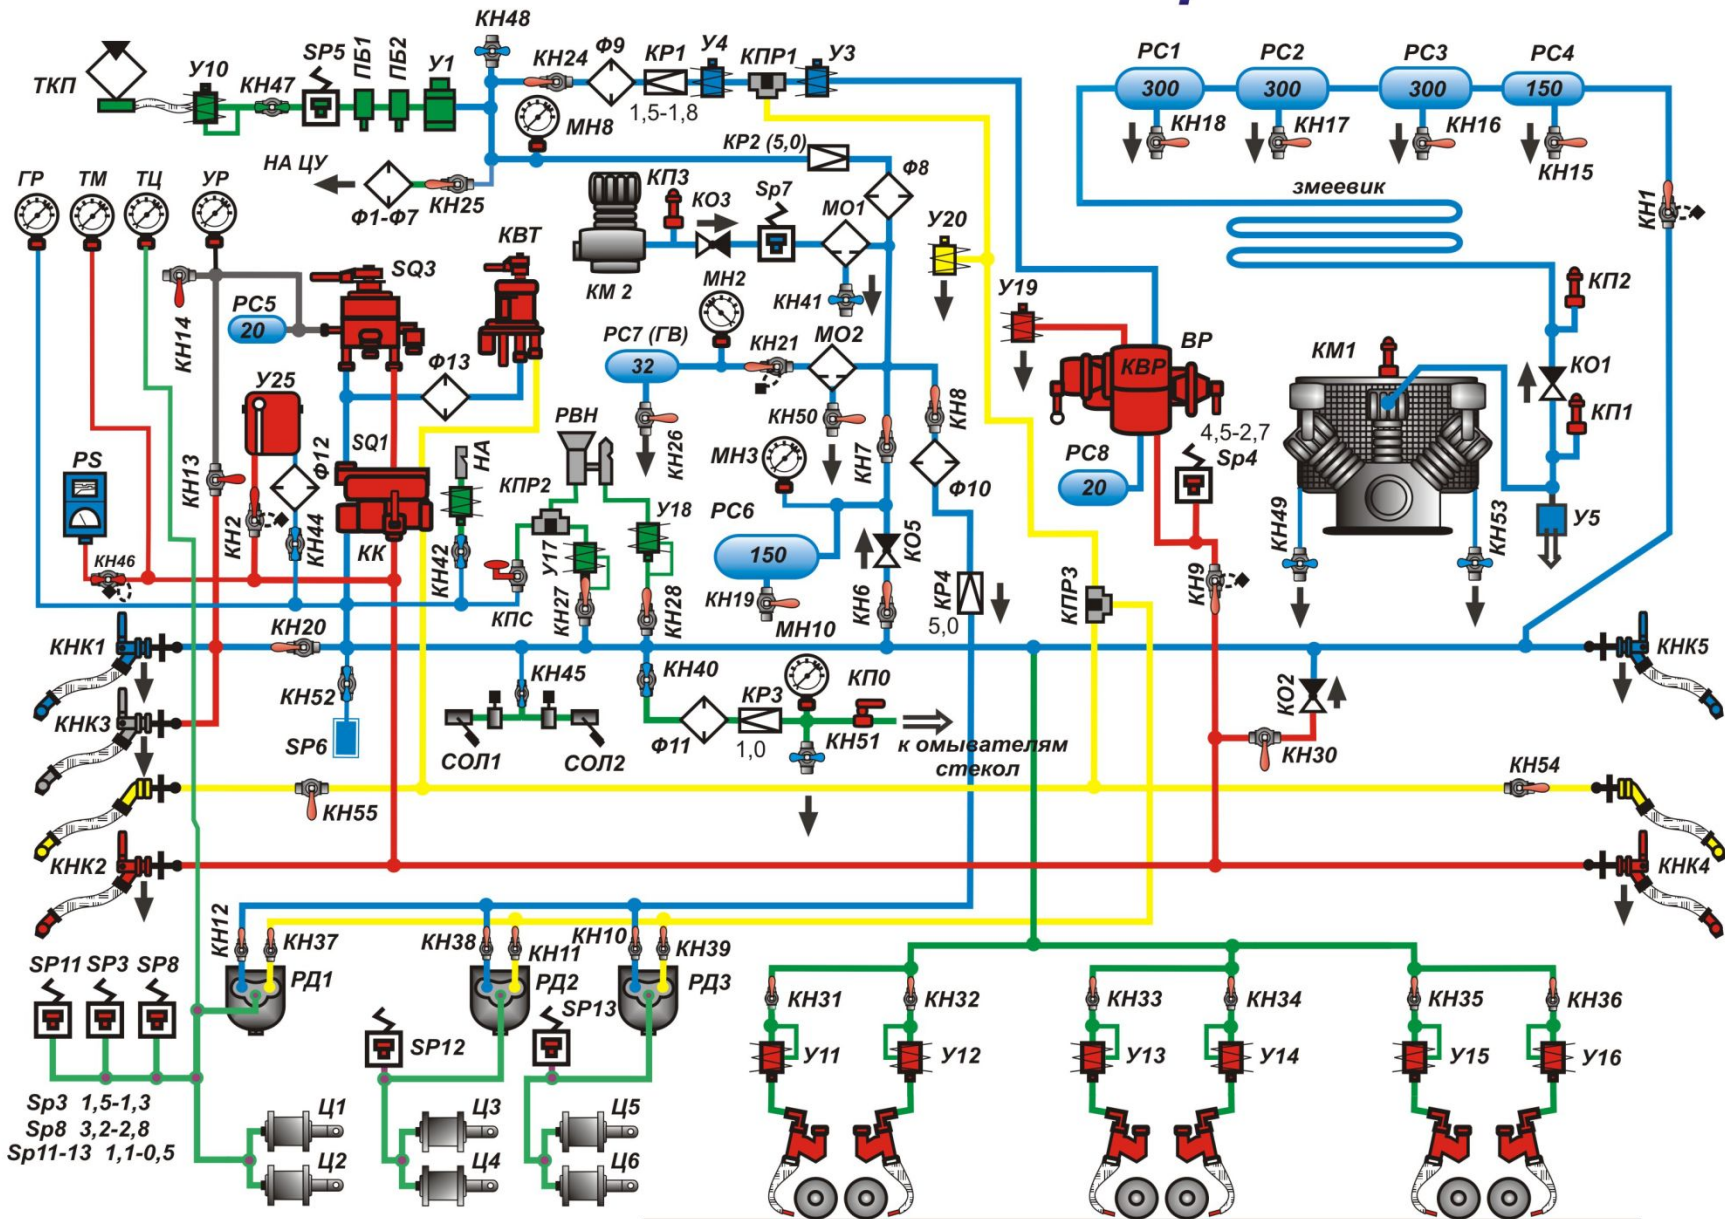 КН48
SP5
ПБ1
ПБ2
У1
КН24
Ф9
КР1
У4
КПР1
У3
РС1
РС2
РС3
РС4
ТКП
У10
КН47
300
300
300
150
МН8
1,5-1,8
КН18
КН17
КН16
КН15
КР2 (5,0)
НА ЦУ
Ф8
ГР
ТМ
ТЦ
УР
Ф1-Ф7
КН25
КП3
КО3
Sp7
МО1
змеевик
КН1
У20
КВТ
SQ3
КМ 2
МН2
КН41
У19
КП2
РС5
20
КН14
РС7 (ГВ)
32
КН21
МО2
ВР
КВР
КМ1
КО1
КП1
Ф13
У25
РВН
КН26
КН50
КН7
КН8
4,5-2,7
Sp4
PS
КН13
Ф12
SQ1
НА
МН3
Ф10
РС8
20
КПР2
У18
РС6
150
КН2
КН44
КК
КН42
У17
КО5
КН49
КН53
У5
КН46
КПС
КН27
КН28
КН19
КН6
КР4
5,0
КПР3
КН9
МН10
КНК1
КН20
КНК5
КН52
КН45
КН40
КР3
КП0
КО2
КНК3
SP6
СОЛ1
СОЛ2
Ф11
1,0
КН51
к омывателям
стекол
КН30
КН55
КН54
КНК2
КНК4
КН12
КН37
КН38
КН11
КН10
КН39
SP11
SP3
SP8
РД1
РД2
РД3
SP13
SP12
КН31
КН32
КН33
КН34
КН35
КН36
У11
У12
У13
У14
У15
У16
Sp3 1,5-1,3
Sp8 3,2-2,8
Sp11-13 1,1-0,5
Ц1
Ц3
Ц5
Ц2
Ц4
Ц6